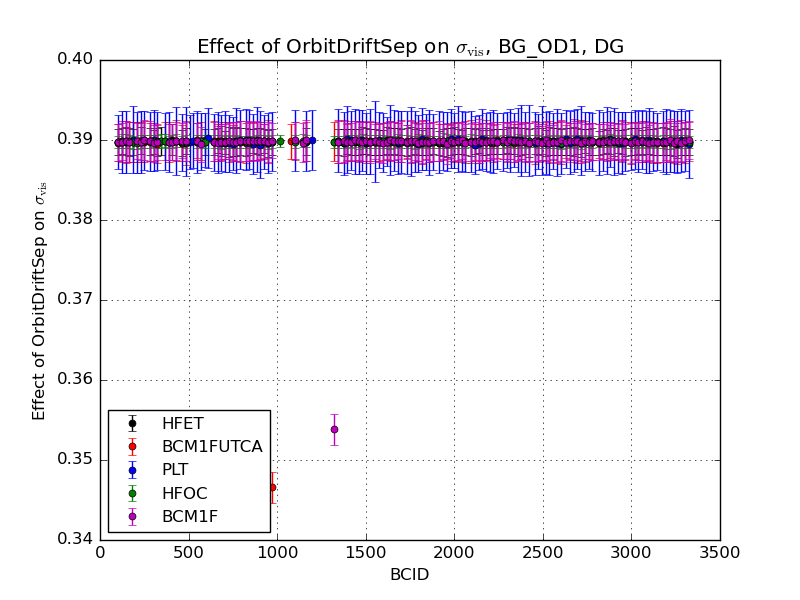 Effect of OrbitDriftSep on σvis, BG_OD1, DG
Effect of OrbitDriftSep on σvis
0.40
0.39
0.38
0.37
0.36
0.35
0.34
HFET
BCM1FUTCA
PLT
HFOC
BCM1F
0 500 1000 1500 2000 2500 3000 3500
BCID